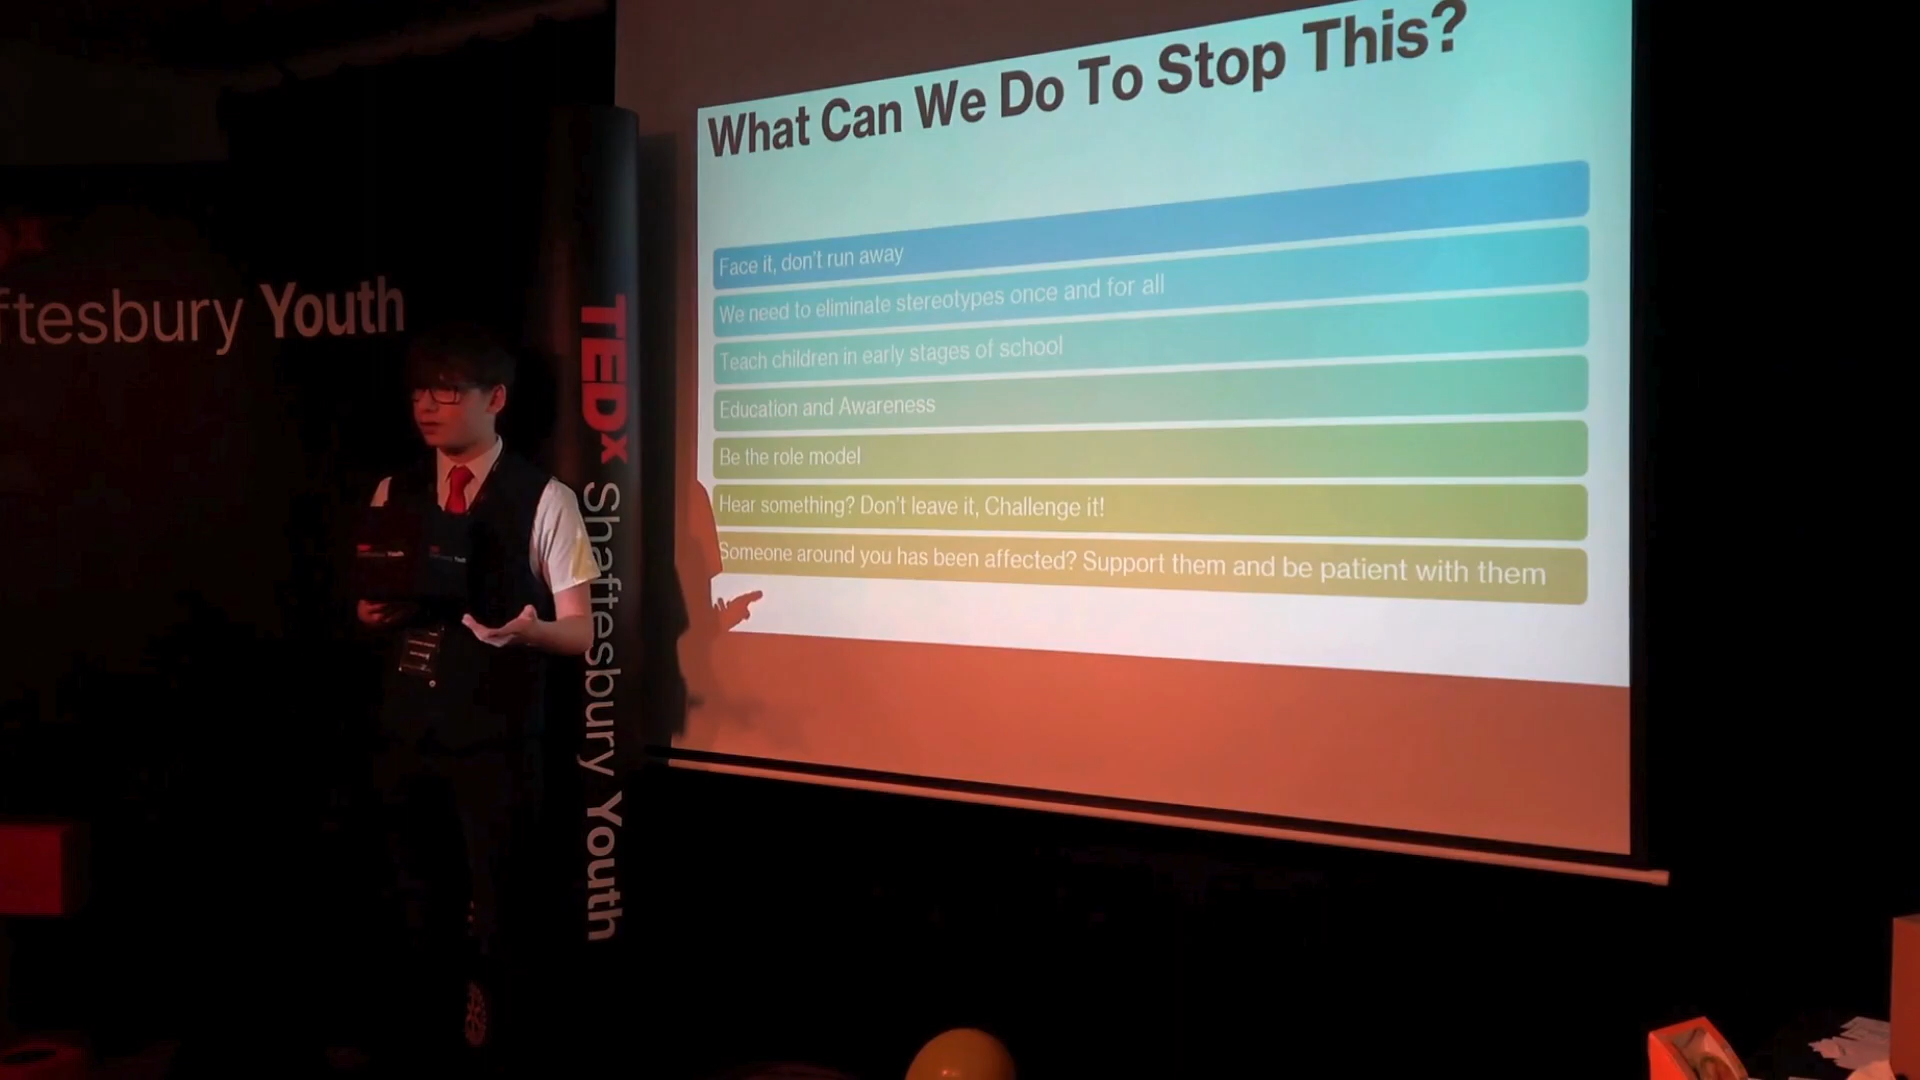 What Can We Do To Stop This?
Face it, don't run away
We need to eliminate stereotypes once and for all
Teach children in early stages of school
Education and Awareness
Be the role model
Hear something? Don't leave it, Challenge it!
Someone around you has been affected? Support them and be patient with them
ftesbury Youth
TEDx Shaftesbury Youth